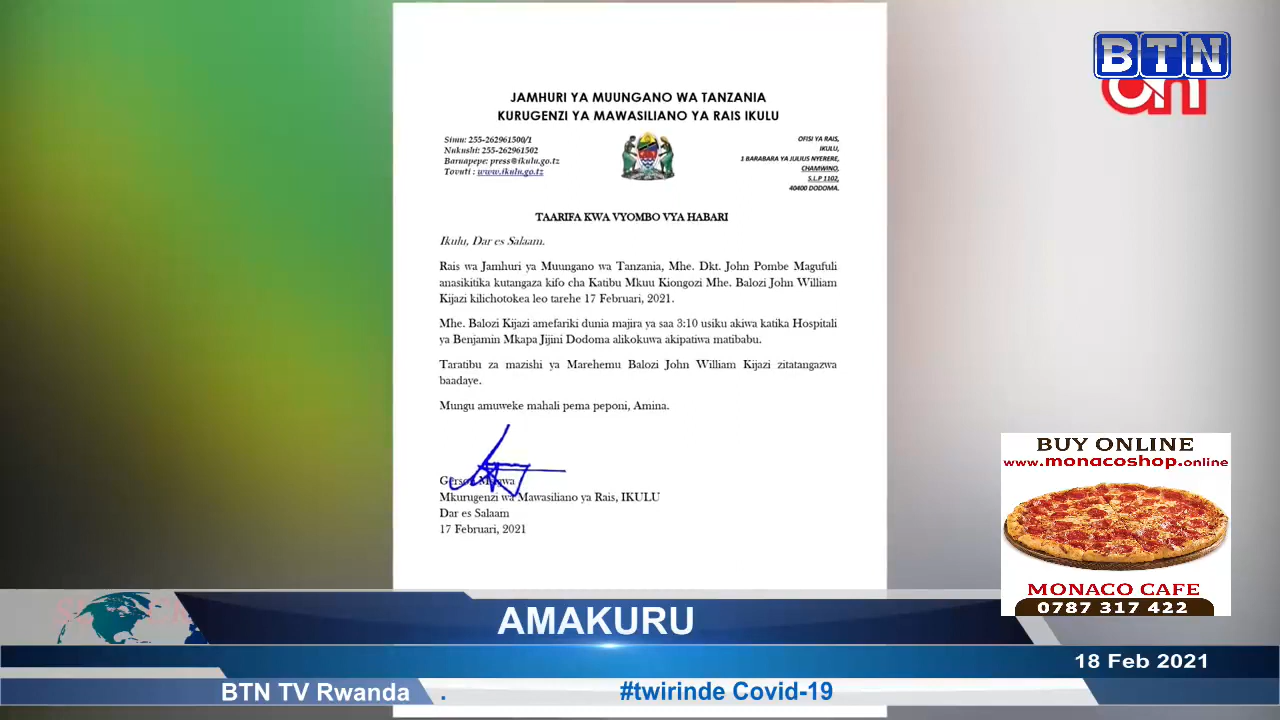 BTN
an
JAMHURI YA MUUNGANO WA TANZANIA
KURUGENZI YA MAWASILIANO YA RAIS IKULU
Simu: 255-262961500/1
Nukushi: 255-262961502
Baruapepe: press@ikulu.go.tz
Tovuti : www.ikulu.go.tz
OFISI YA RAIS,
IKULU,
1 BARABARA YA JULIUS NYERERE,
CHAMWINO,
S.L.P 1102,
40400 DODOMA.
TAARIFA KWA VYOMBO VYA HABARI
Ikulu, Dar es Salaam.
Rais wa Jamhuri ya Muungano wa Tanzania, Mhe. Dkt. John Pombe Magufuli
anasikitika kutangaza kifo cha Katibu Mkuu Kiongozi Mhe. Balozi John William
Kijazi kilichotokea leo tarehe 17 Februari, 2021.
Mhe. Balozi Kijazi amefariki dunia majira ya saa 3:10 usiku akiwa katika Hospitali
ya Benjamin Mkapa Jijini Dodoma alikokuwa akipatiwa matibabu.
Taratibu za mazishi ya Marehemu Balozi John William Kijazi zitatangazwa
baadaye.
Mungu amuweke mahali pema peponi, Amina.
Mkurugenzi wa Mawasiliano ya Rais, IKULU
Dar es Salaam
17 Februari, 2021
BUY ONLINE
www.monacoshop.online
MONACO CAFE
0787 317 422
AMAKURU
18 Feb 2021
BTN TV Rwanda .
#twirinde Covid-19